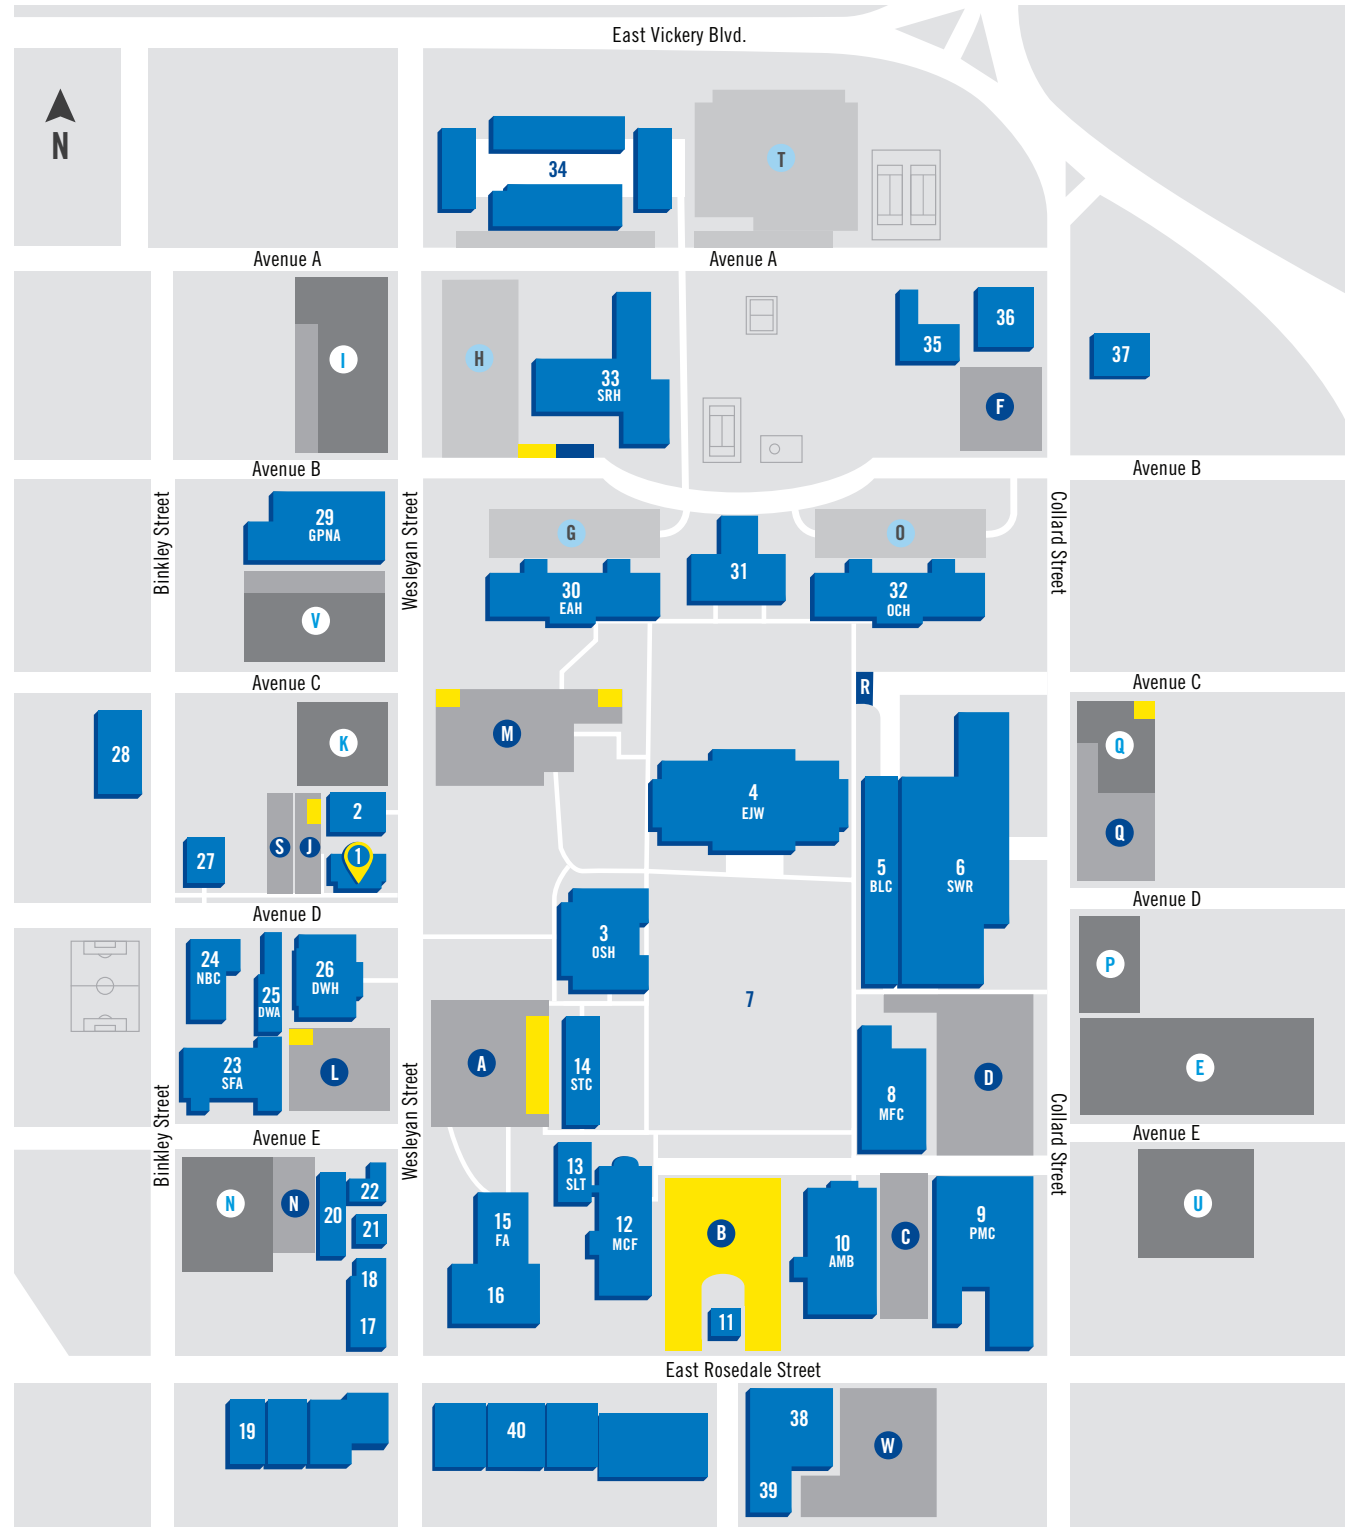 East Vickery Blvd.
N
34
T
Avenue A
Avenue A
36
35
37
I
H
33
SRH
F
Avenue B
Avenue B
Binkley Street
Wesleyan Street
Collard Street
29
GPNA
G
O
31
30
EAH
32
OCH
V
Avenue C
Avenue C
R
M
K
Q
28
4
EJW
2
Q
S
J
1
27
5
BLC
6
SWR
Avenue D
Avenue D
3
OSH
24
NBC
26
DWH
P
25
DWA
7
23
SFA
L
A
14
STC
D
E
8
MFC
Binkley Street
Wesleyan Street
Collard Street
Avenue E
Avenue E
13
SLT
22
N
N
20
21
15
FA
12
MCF
B
10
AMB
C
9
PMC
U
18
16
17
11
East Rosedale Street
19
40
38
W
39